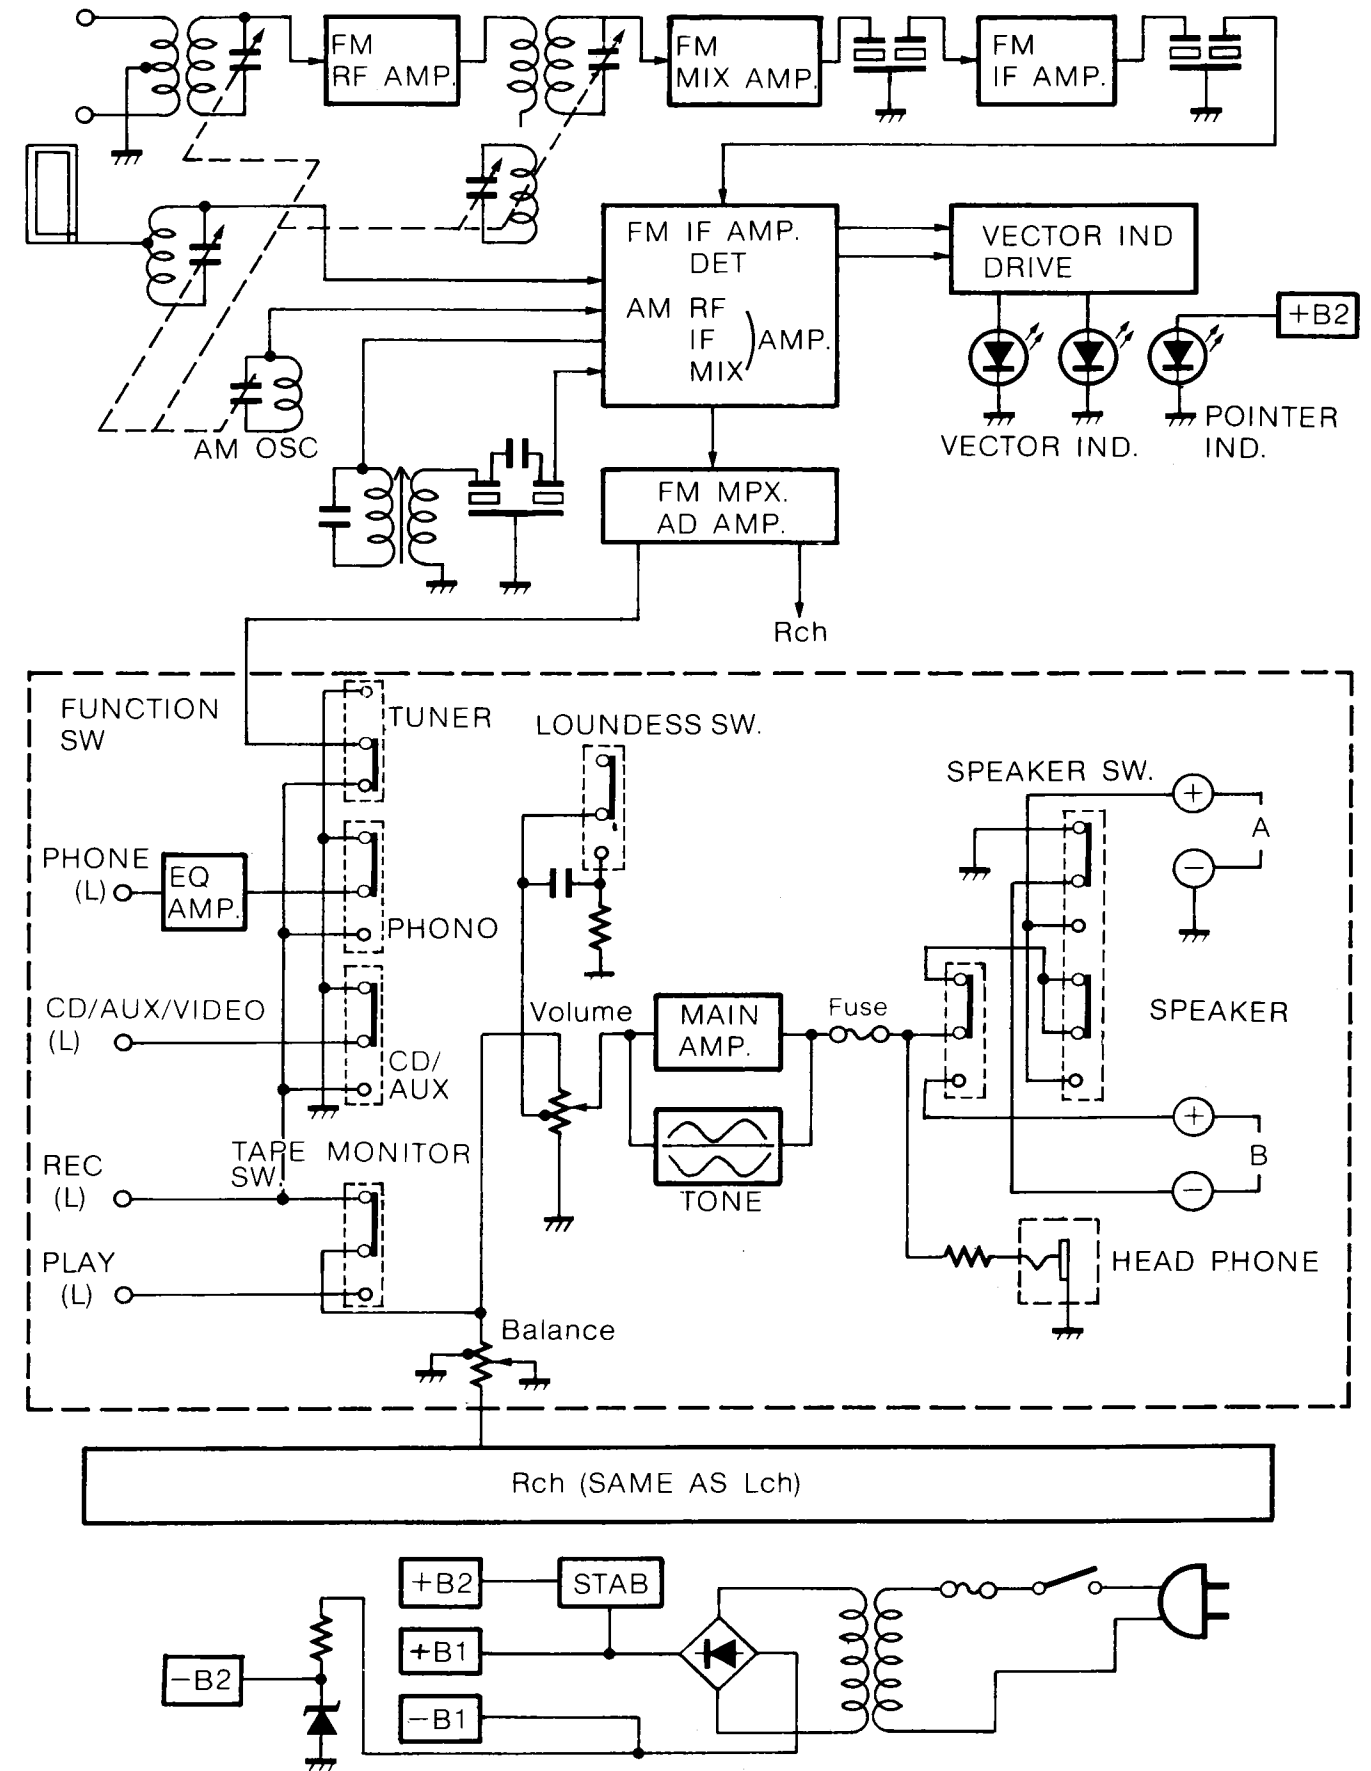 FM
RF AMP.
FM
MIX AMP.
FM
IF AMP.
FM IF AMP.
DET
AM RF
IF
MIX
) AMP.
VECTOR IND
DRIVE
+B2
VECTOR IND.
POINTER
IND.
AM OSC
FM MPX.
AD AMP.
Rch
FUNCTION
SW
TUNER
LOUNDESS SW.
SPEAKER SW.
+
A
−
PHONE
(L)
EQ
AMP.
PHONO
CD/AUX/VIDEO
(L)
CD/
AUX
Volume
MAIN
AMP.
Fuse
SPEAKER
TONE
+
B
−
TAPE MONITOR
SW.
REC
(L)
PLAY
(L)
HEAD PHONE
Balance
Rch (SAME AS Lch)
+B2
STAB
+B1
−B2
−B1